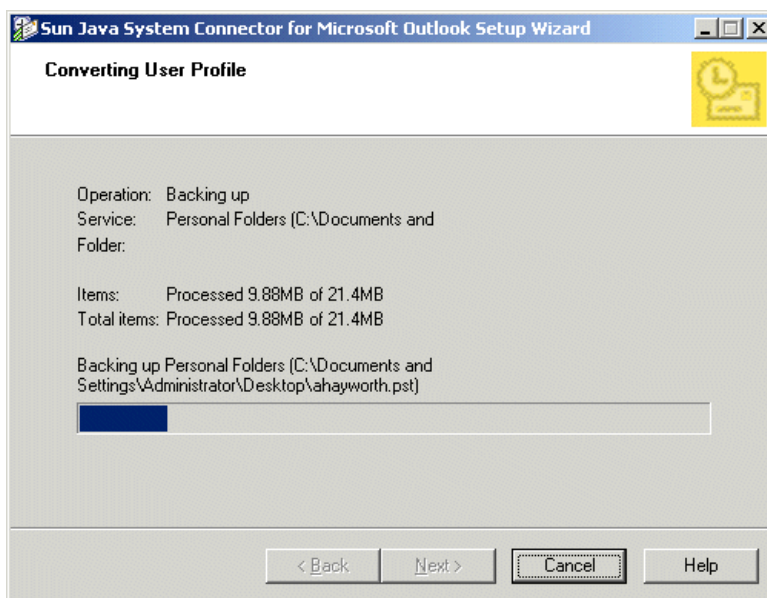 Sun Java System Connector for Microsoft Outlook Setup Wizard
Converting User Profile
Operation: Backing up
Service: Personal Folders (C:\Documents and
Folder:
Items: Processed 9.88MB of 21.4MB
Total items: Processed 9.88MB of 21.4MB
Backing up Personal Folders (C:\Documents and
Settings\Administrator\Desktop\ahayworth.pst)
< Back Next > Cancel Help